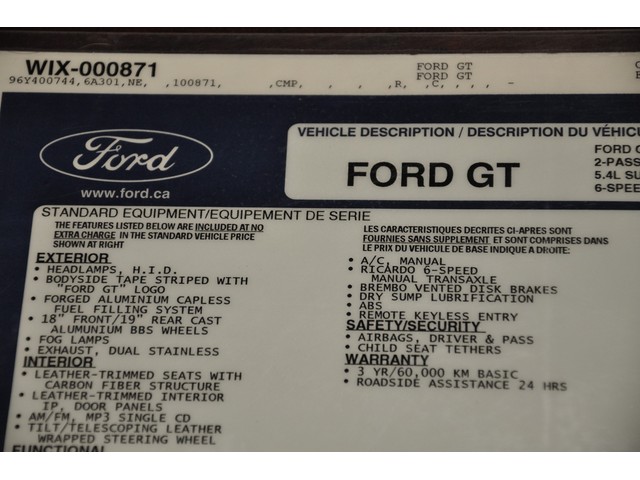 WIX-000871
FORD GT
FORD GT
96Y400744,6A301,NE, ,100871, ,CMP, , , ,R, ,C, , , , -
Ford
www.ford.ca
VEHICLE DESCRIPTION / DESCRIPTION DU
FORD GT
FORD
2-PASS
5.4L SU
6-SPEE
STANDARD EQUIPMENT/EQUIPEMENT DE SERIE
THE FEATURES LISTED BELOW ARE INCLUDED AT NO
EXTRA CHARGE IN THE STANDARD VEHICLE PRICE
SHOWN AT RIGHT
EXTERIOR
• HEADLAMPS, H.I.D.
• BODYSIDE TAPE STRIPED WITH
"FORD GT" LOGO
• FORGED ALUMINIUM CAPLESS
FUEL FILLING SYSTEM
• 18" FRONT/19" REAR CAST
ALUMUNIUM BBS WHEELS
• FOG LAMPS
• EXHAUST, DUAL STAINLESS
INTERIOR
• LEATHER-TRIMMED SEATS WITH
CARBON FIBER STRUCTURE
• LEATHER-TRIMMED INTERIOR
IP, DOOR PANELS
• AM/FM, MP3 SINGLE CD
• TILT/TELESCOPING LEATHER
WRAPPED STEERING WHEEL
FUNCTIONAL
LES CARACTERISTIQUES DECRITES CI-APRES SONT
FOURNIES SANS SUPPLEMENT ET SONT COMPRISES DANS
LE PRIX DU VEHICULE DE BASE INDIQUE A DROITE:
• A/C, MANUAL
• RICARDO 6-SPEED
MANUAL TRANSAXLE
• BREMBO VENTED DISK BRAKES
• DRY SUMP LUBRIFICATION
• ABS
• REMOTE KEYLESS ENTRY
SAFETY/SECURITY
• AIRBAGS, DRIVER & PASS
• CHILD SEAT TETHERS
WARRANTY
• 3 YR/60,000 KM BASIC
• ROADSIDE ASSISTANCE 24 HRS